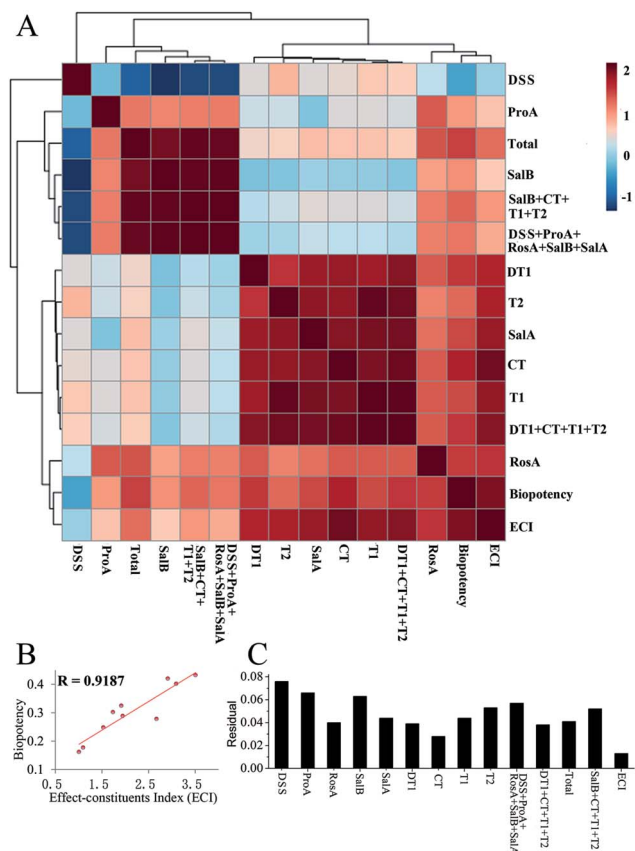 A
2
1
0
-1
DSS
ProA
Total
SalB
SalB+CT+
T1+T2
DSS+ProA+
RosA+SalB+SalA
DT1
T2
SalA
CT
T1
DT1+CT+T1+T2
RosA
Biopotency
ECI
DSS
ProA
Total
SalB
SalB+CT+
T1+T2
DSS+ProA+
RosA+SalB+SalA
DT1
T2
SalA
CT
T1
DT1+CT+T1+T2
RosA
Biopotency
ECI
B
R = 0.9187
Biopotency
0.4
0.3
0.2
0.1
0.5 1.5 2.5 3.5
Effect-constituents Index (ECI)
C
Residual
0.08
0.06
0.04
0.02
0.00
DSS
ProA
RosA
SalB
SalA
DT1
CT
T1
T2
DSS+ProA+
RosA+SalB+SalA
DT1+CT+T1+T2
Total
SalB+CT+T1+T2
ECI